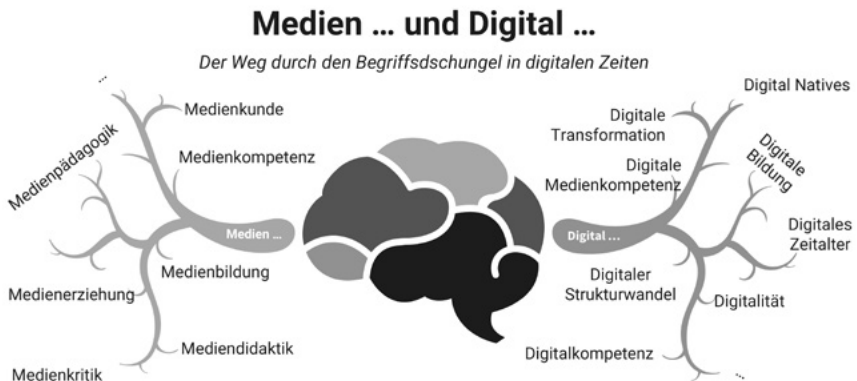 Medien ... und Digital ...
Der Weg durch den Begriffsdschungel in digitalen Zeiten
...
Medienkunde
Medienpädagogik
Medienkompetenz
Medien ...
Medienbildung
Medienerziehung
Mediendidaktik
Medienkritik
Digital Natives
Digitale
Transformation
Digitale
Medienkompetenz
Digitale
Bildung
Digital ...
Digitales
Zeitalter
Digitaler
Strukturwandel
Digitalität
Digitalkompetenz
...